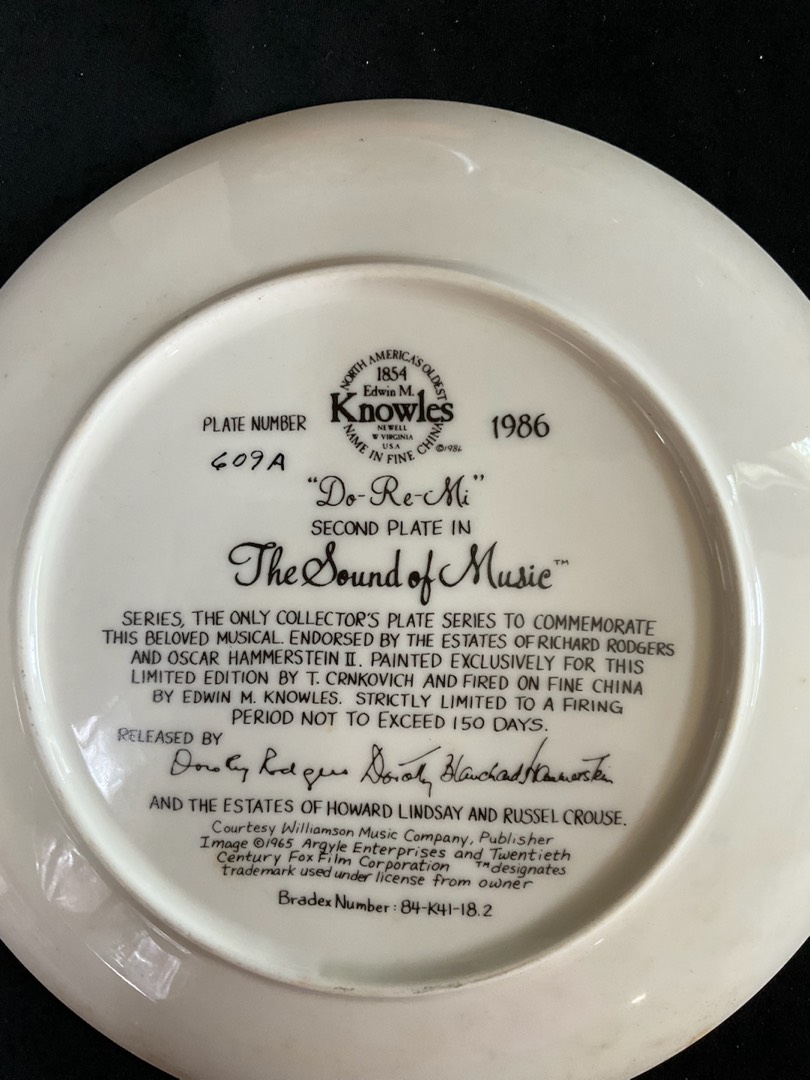 NORTH AMERICA'S OLDEST
1854
Edwin M.
Knowles
NEWELL
W VIRGINIA
U.S.A
NAME IN FINE CHINA
©1986
PLATE NUMBER
609A
1986
"Do-Re-Mi"
SECOND PLATE IN
The Sound of Music™
SERIES, THE ONLY COLLECTOR'S PLATE SERIES TO COMMEMORATE
THIS BELOVED MUSICAL. ENDORSED BY THE ESTATES OF RICHARD RODGERS
AND OSCAR HAMMERSTEIN II. PAINTED EXCLUSIVELY FOR THIS
LIMITED EDITION BY T. CRNKOVICH AND FIRED ON FINE CHINA
BY EDWIN M. KNOWLES. STRICTLY LIMITED TO A FIRING
PERIOD NOT TO EXCEED 150 DAYS.
RELEASED BY
Dorothy Rodgers Dorothy Blanchard Hammerstein
AND THE ESTATES OF HOWARD LINDSAY AND RUSSEL CROUSE.
Courtesy Williamson Music Company, Publisher
Image ©1965 Argyle Enterprises and Twentieth
Century Fox Film Corporation ™designates
trademark used under license from owner
Bradex Number: 84-K41-18.2